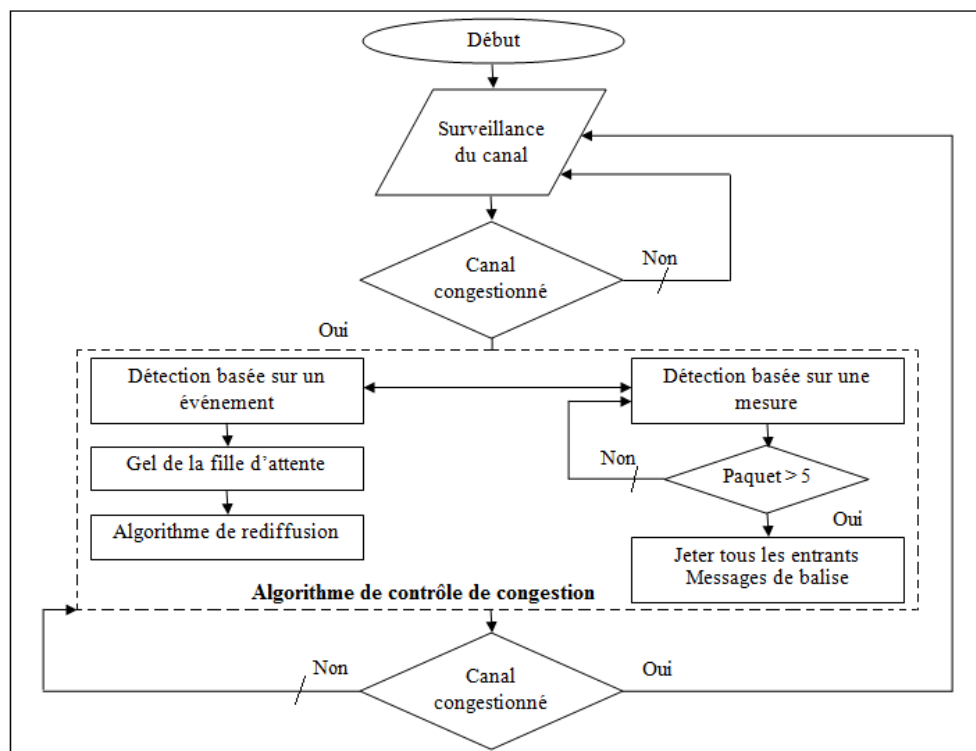 Début
Surveillance
du canal
Canal
congestionné
Non
Oui
Détection basée sur un
événement
Détection basée sur une
mesure
Gel de la fille d'attente
Non
Paquet > 5
Algorithme de rediffusion
Oui
Jeter tous les entrants
Messages de balise
Algorithme de contrôle de congestion
Non
Canal
congestionné
Oui